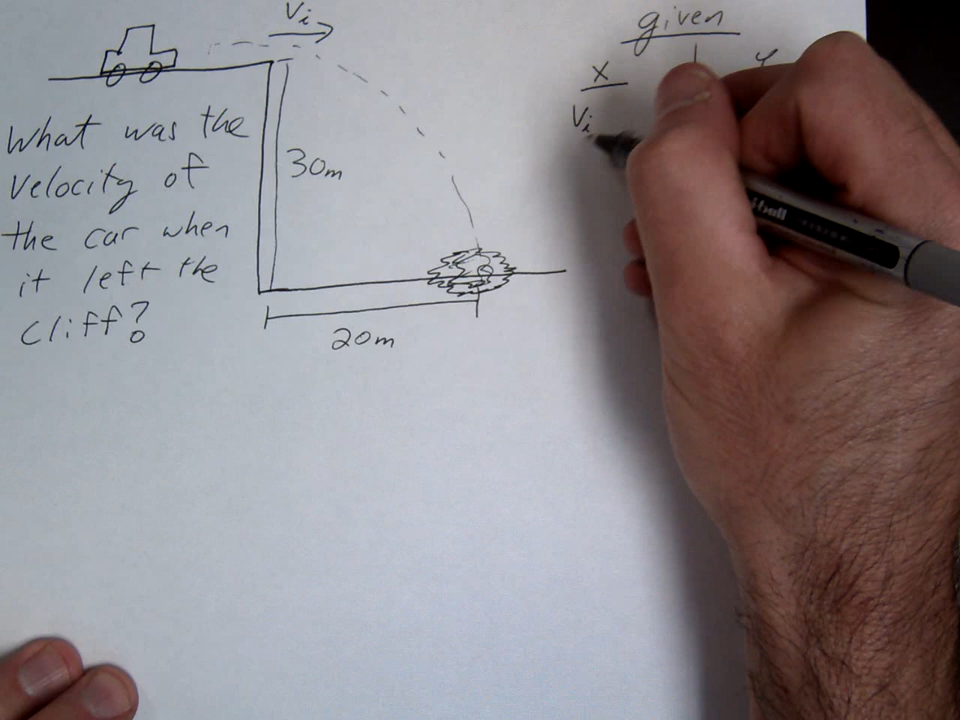 Vi
given
x
y
Vi
What was the
velocity of
the car when
it left the
cliff?
30m
20m